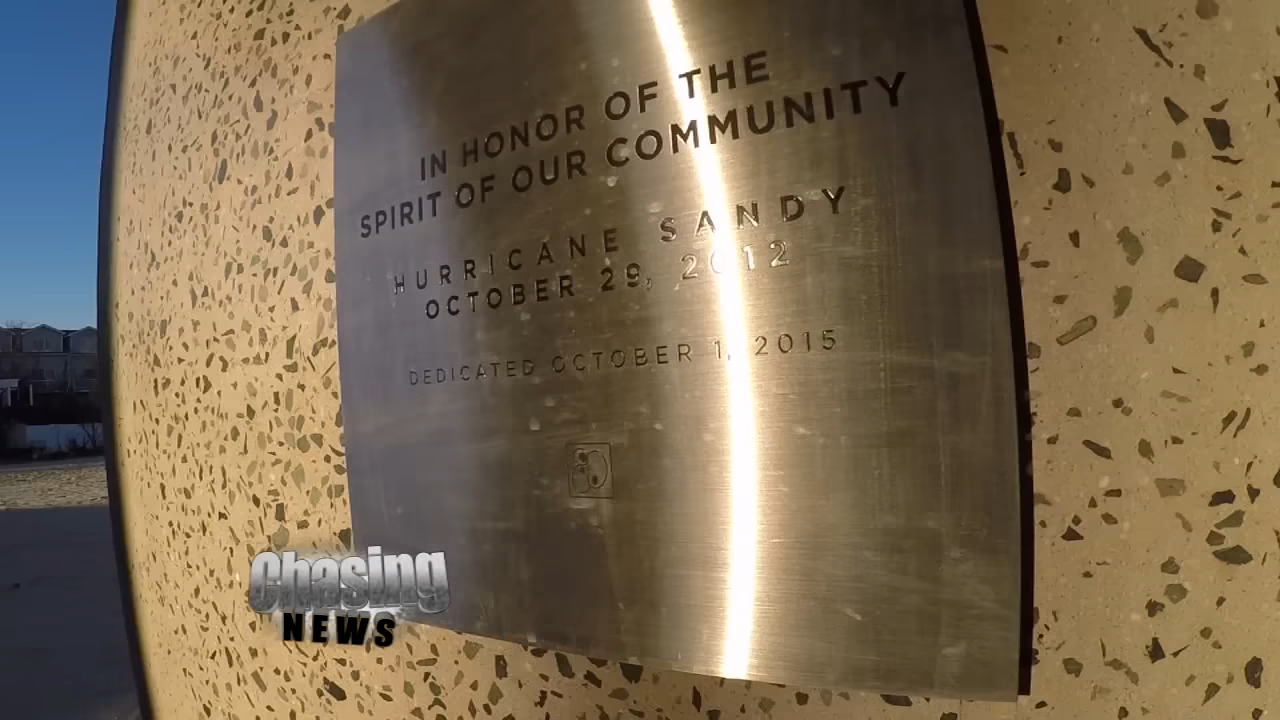 IN HONOR OF THE
SPIRIT OF OUR COMMUNITY
HURRICANE SANDY
OCTOBER 29, 2012
DEDICATED OCTOBER 1, 2015
Chasing
NEWS